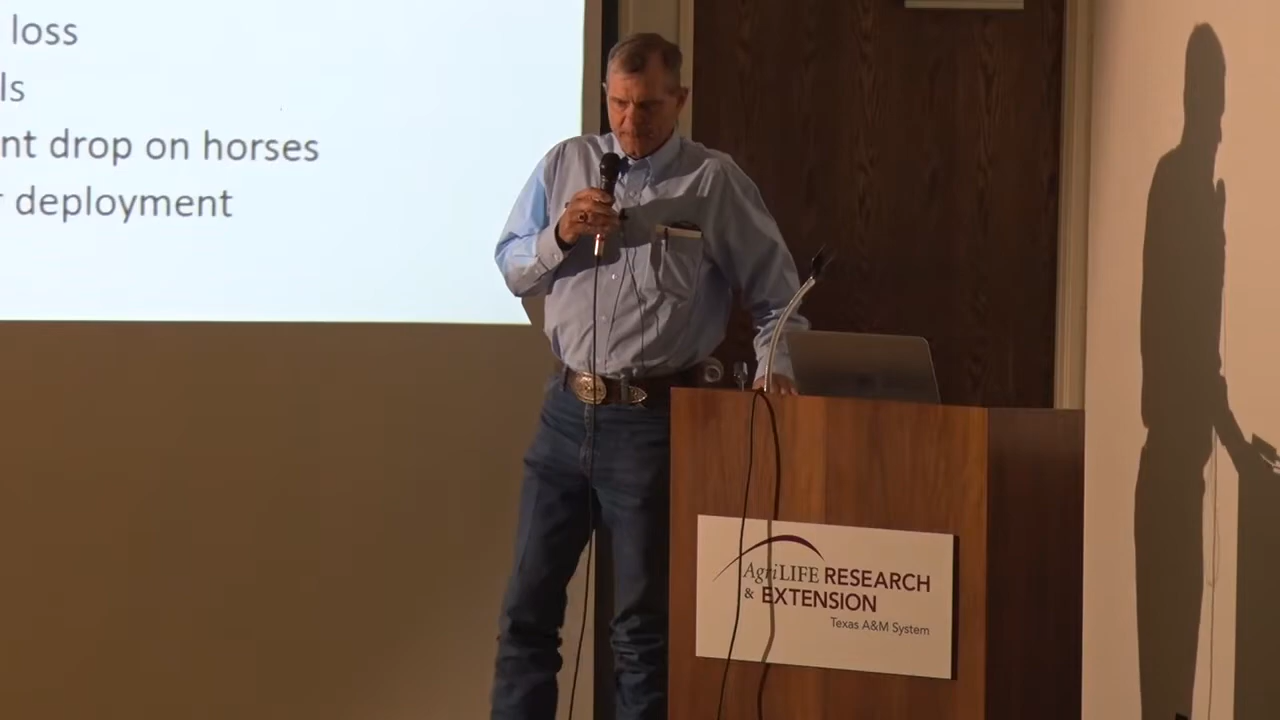 loss
ls
nt drop on horses
deployment
AgriLIFE RESEARCH
& EXTENSION
Texas A&M System